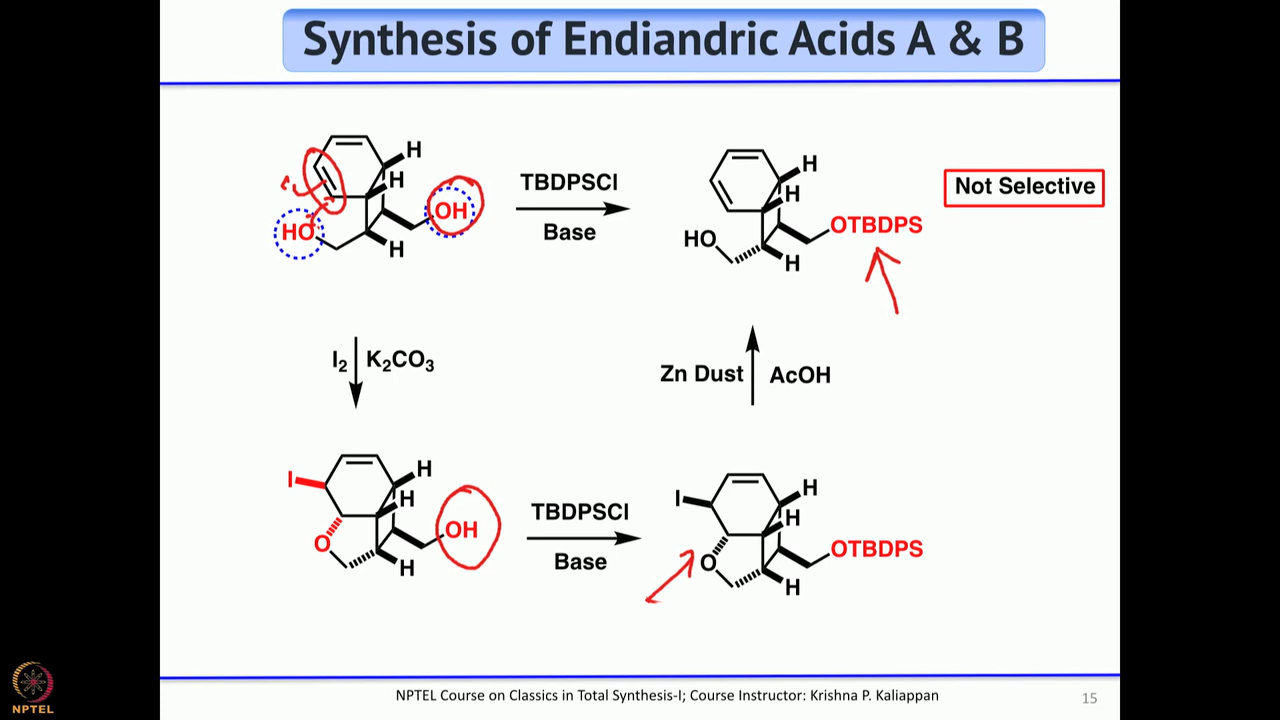 Synthesis of Endiandric Acids A & B
H
H
HO
OH
H
TBDPSCl
Base
H
H
HO
OTBDPS
H
Not Selective
I2 K2CO3
Zn Dust AcOH
I
H
H
O
OH
H
TBDPSCl
Base
I
H
H
O
OTBDPS
H
NPTEL Course on Classics in Total Synthesis-I; Course Instructor: Krishna P. Kaliappan
15
NPTEL